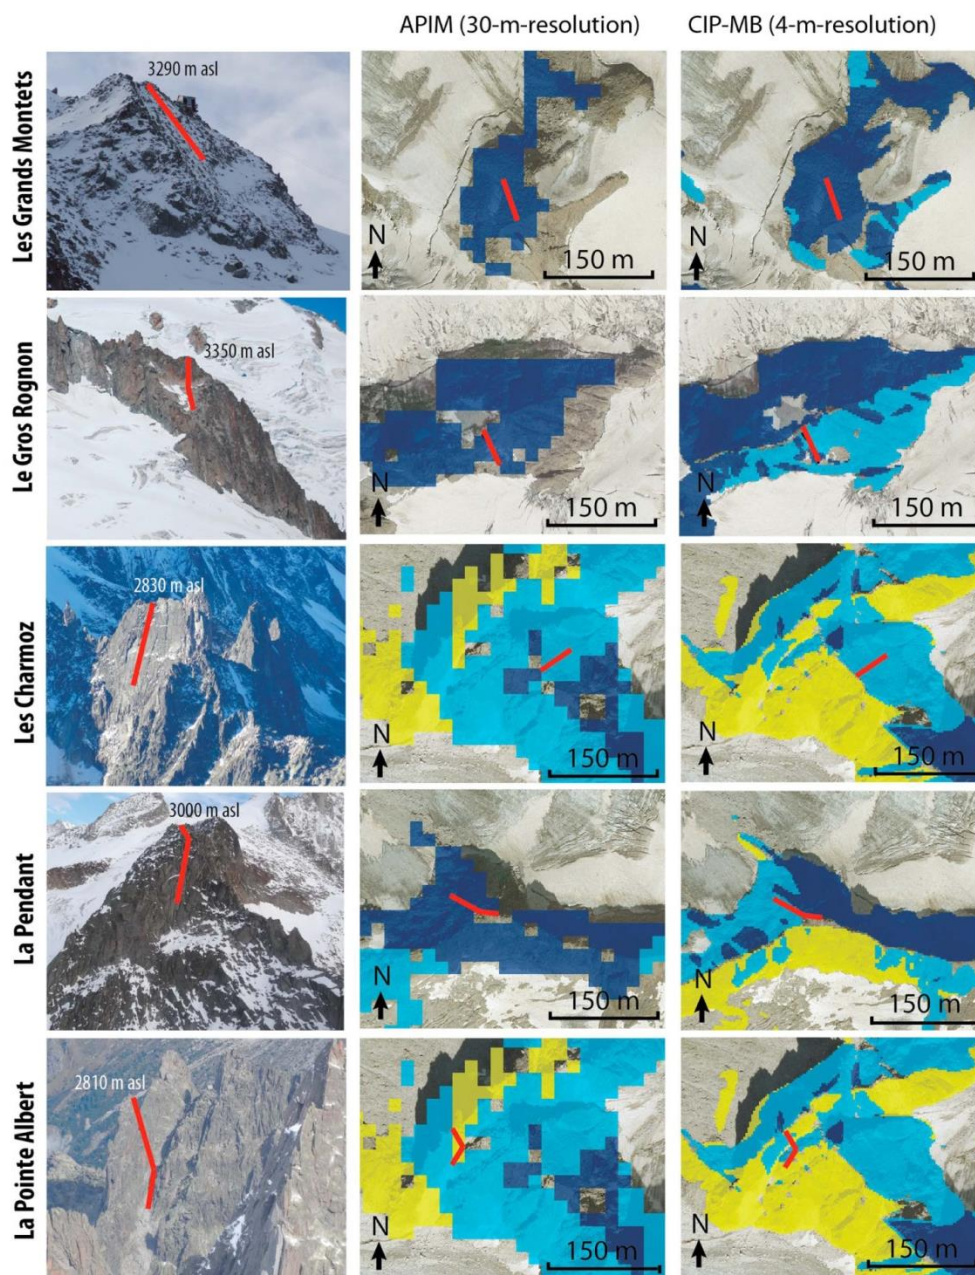 APIM (30-m-resolution)
CIP-MB (4-m-resolution)
Les Grands Montets
3290 m asl
N
150 m
N
150 m
Le Gros Rognon
3350 m asl
N
150 m
N
150 m
Les Charmoz
2830 m asl
N
150 m
N
150 m
La Pendant
3000 m asl
N
150 m
N
150 m
La Pointe Albert
2810 m asl
N
150 m
N
150 m